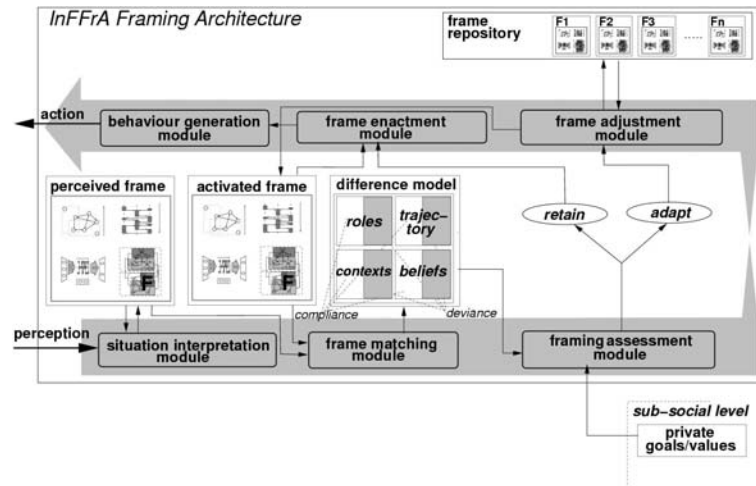 InFFrA Framing Architecture
frame
repository
F1 F2 F3 ..... Fn
action
behaviour generation
module
frame enactment
module
frame adjustment
module
perceived frame
activated frame
difference model
F
F
roles
trajec-
tory
contexts
beliefs
compliance
deviance
retain
adapt
perception
situation interpretation
module
frame matching
module
framing assessment
module
sub-social level
private
goals/values